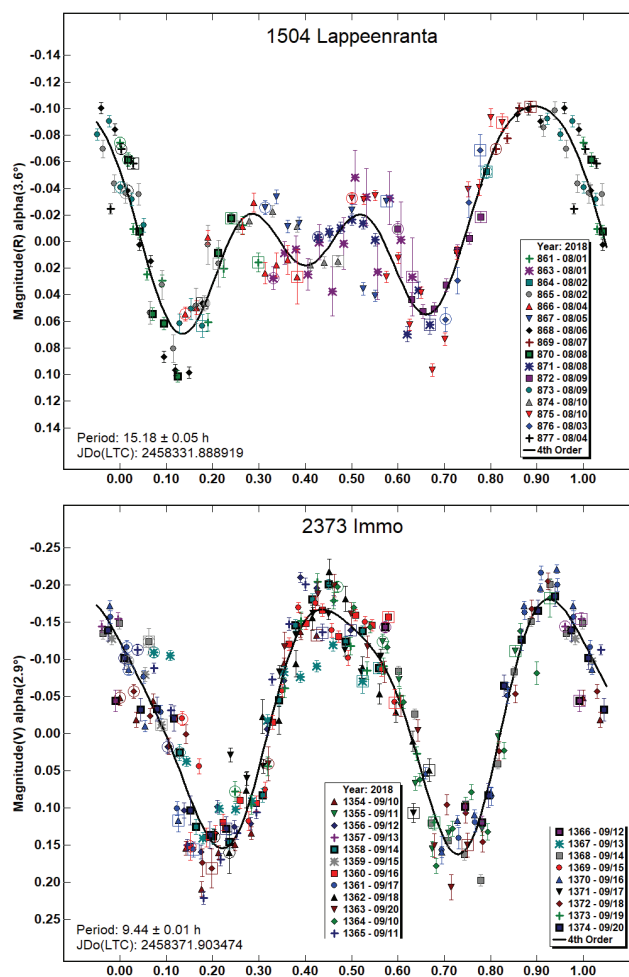 1504 Lappeenranta
Magnitude(R) alpha(3.6°)
-0.14
-0.12
-0.10
-0.08
-0.06
-0.04
-0.02
0.00
0.02
0.04
0.06
0.08
0.10
0.12
0.14
Year: 2018
861 - 08/01
863 - 08/01
864 - 08/02
865 - 08/02
866 - 08/04
867 - 08/05
868 - 08/06
869 - 08/07
870 - 08/08
871 - 08/08
872 - 08/09
873 - 08/09
874 - 08/10
875 - 08/10
876 - 08/03
877 - 08/04
4th Order
Period: 15.18 ± 0.05 h
JDo(LTC): 2458331.888919
0.00 0.10 0.20 0.30 0.40 0.50 0.60 0.70 0.80 0.90 1.00
2373 Immo
Magnitude(V) alpha(2.9°)
-0.25
-0.20
-0.15
-0.10
-0.05
0.00
0.05
0.10
0.15
0.20
0.25
Year: 2018
1354 - 09/10
1355 - 09/11
1356 - 09/12
1357 - 09/13
1358 - 09/14
1359 - 09/15
1360 - 09/16
1361 - 09/17
1362 - 09/18
1363 - 09/20
1364 - 09/10
1365 - 09/11
1366 - 09/12
1367 - 09/13
1368 - 09/14
1369 - 09/15
1370 - 09/16
1371 - 09/17
1372 - 09/18
1373 - 09/19
1374 - 09/20
4th Order
Period: 9.44 ± 0.01 h
JDo(LTC): 2458371.903474
0.00 0.10 0.20 0.30 0.40 0.50 0.60 0.70 0.80 0.90 1.00